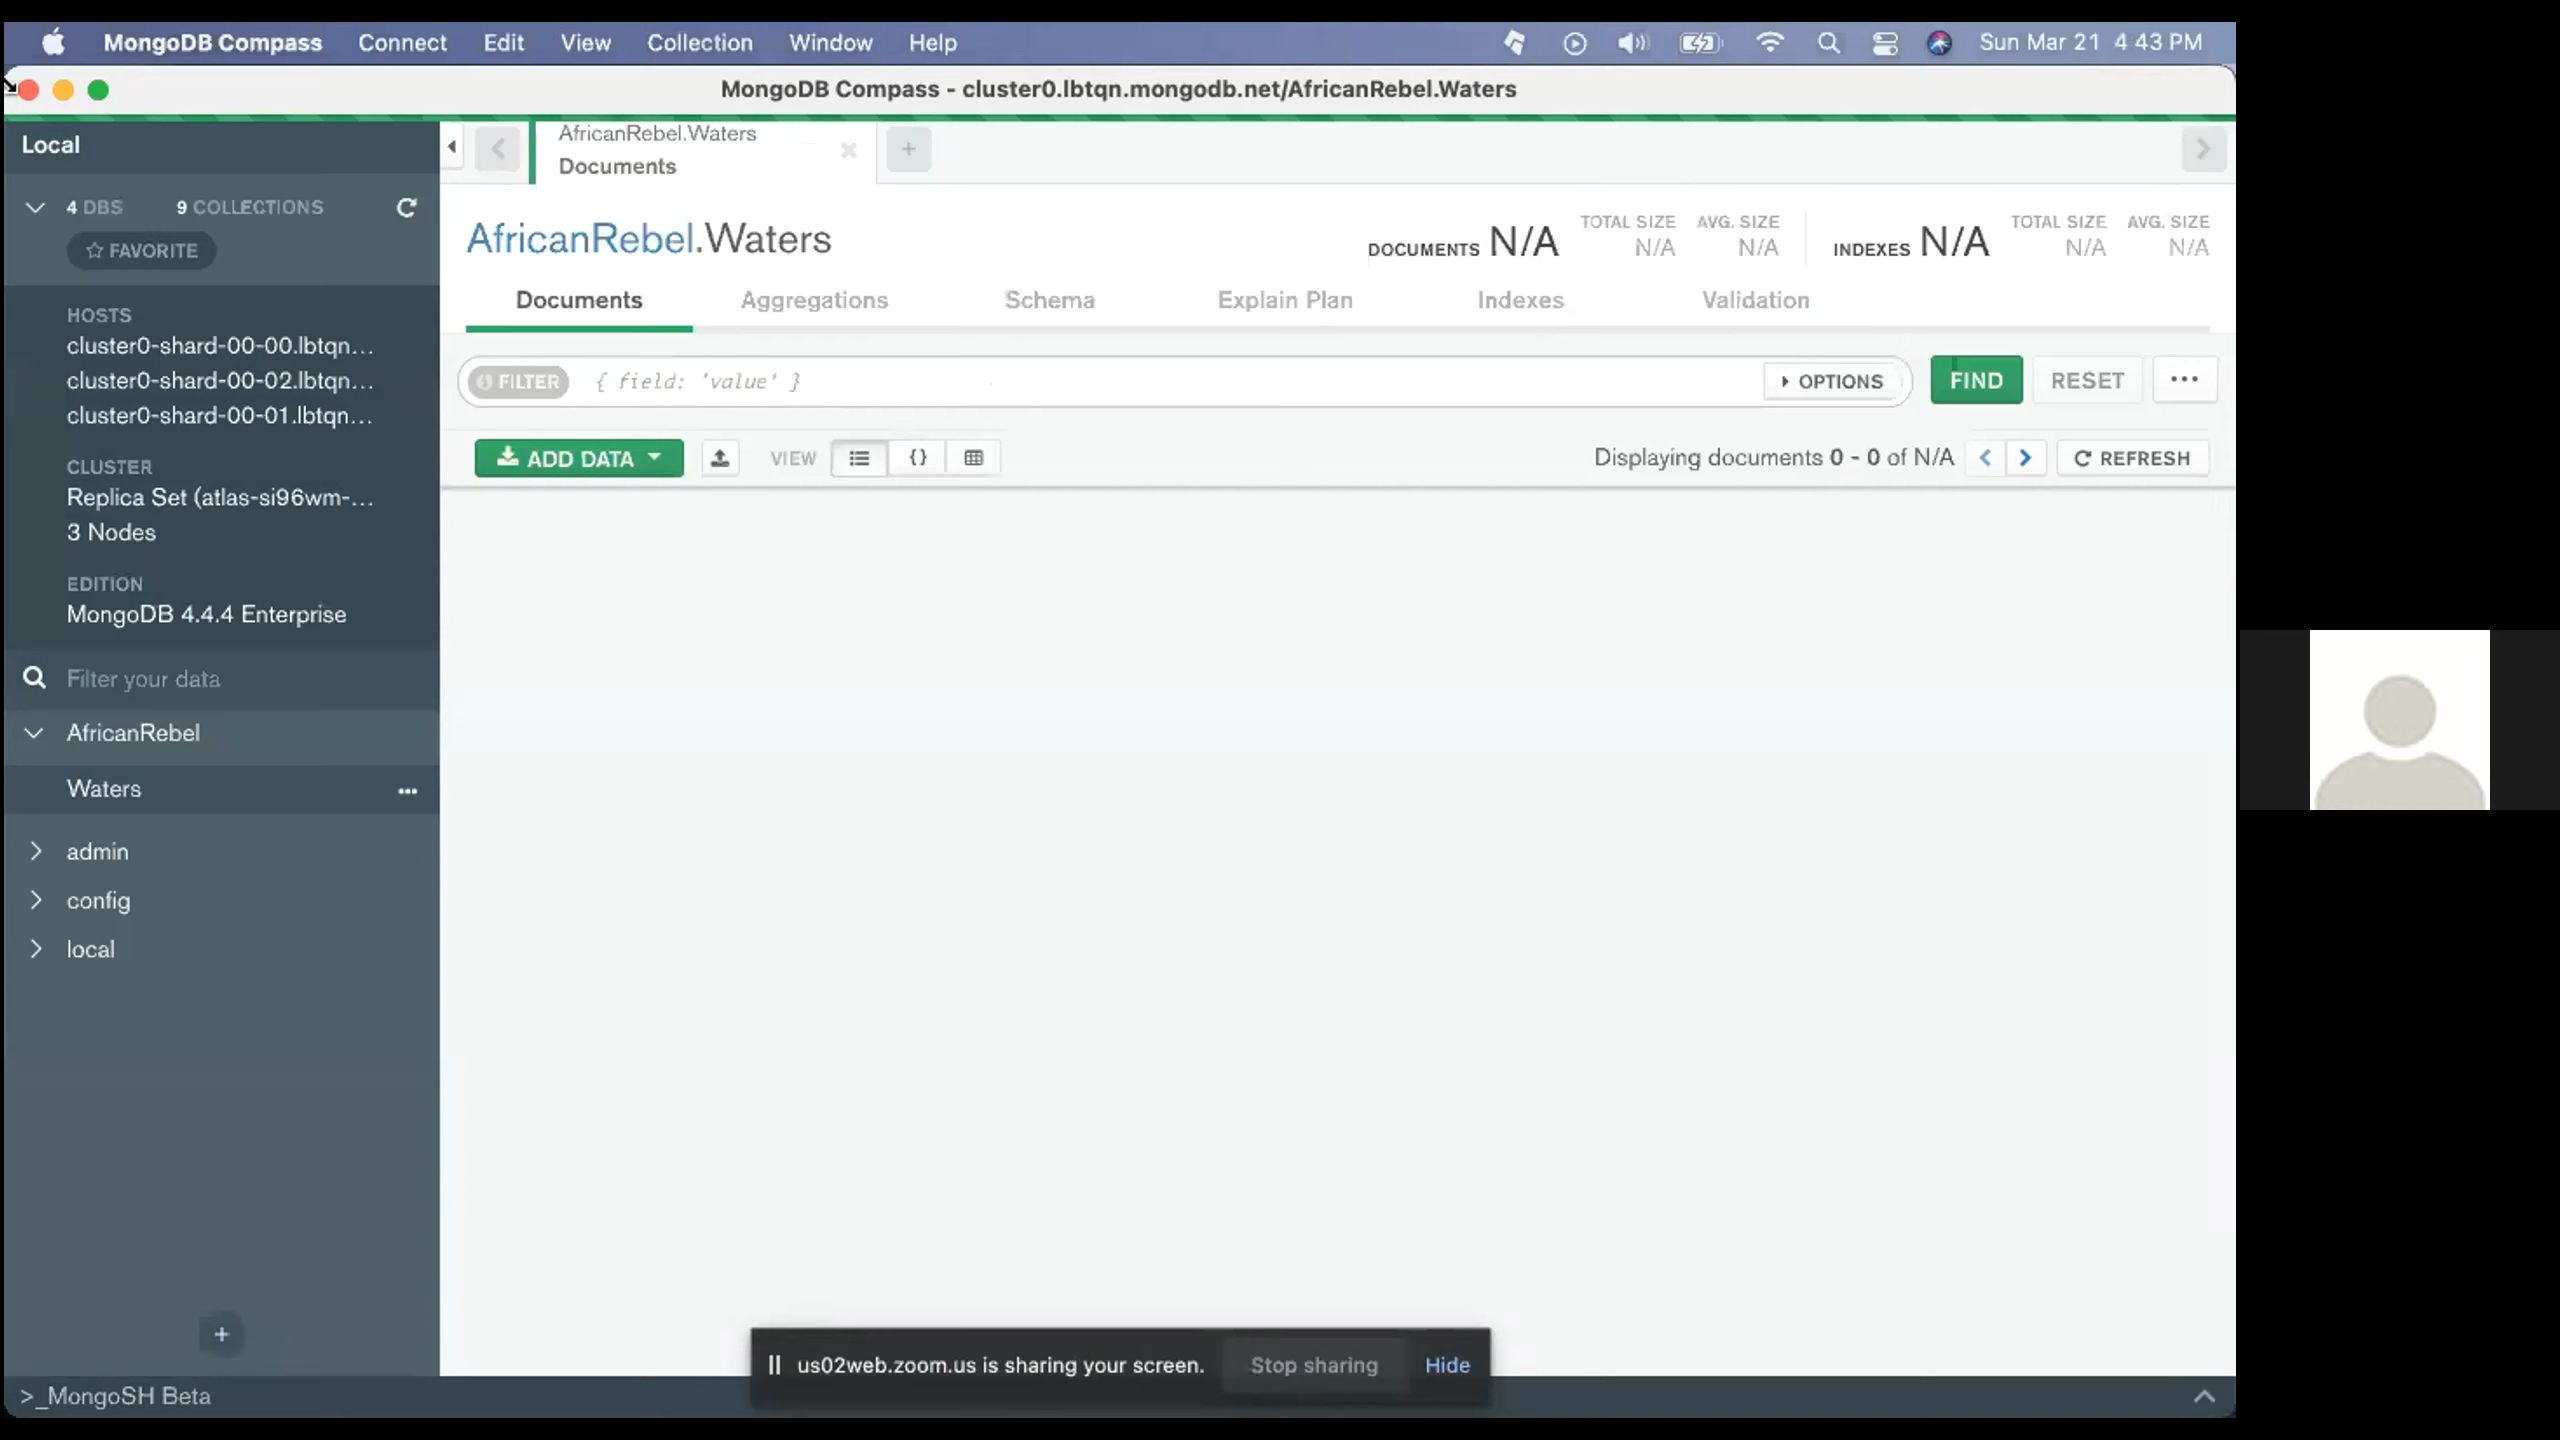 MongoDB Compass Connect Edit View Collection Window Help Sun Mar 21 4 43 PM
MongoDB Compass - cluster0.lbtqn.mongodb.net/AfricanRebel.Waters
Local
4 DBS 9 COLLECTIONS
FAVORITE
HOSTS
cluster0-shard-00-00.lbtqn...
cluster0-shard-00-02.lbtqn...
cluster0-shard-00-01.lbtqn...
CLUSTER
Replica Set (atlas-si96wm-...
3 Nodes
EDITION
MongoDB 4.4.4 Enterprise
Filter your data
AfricanRebel
Waters
admin
config
local
+
>_MongoSH Beta
AfricanRebel.Waters
Documents
+
AfricanRebel.Waters
DOCUMENTS N/A
TOTAL SIZE
N/A
AVG. SIZE
N/A
INDEXES N/A
TOTAL SIZE
N/A
AVG. SIZE
N/A
Documents Aggregations Schema Explain Plan Indexes Validation
FILTER { field: 'value' } OPTIONS FIND RESET ...
ADD DATA VIEW {} Displaying documents 0 - 0 of N/A < > REFRESH
us02web.zoom.us is sharing your screen. Stop sharing Hide